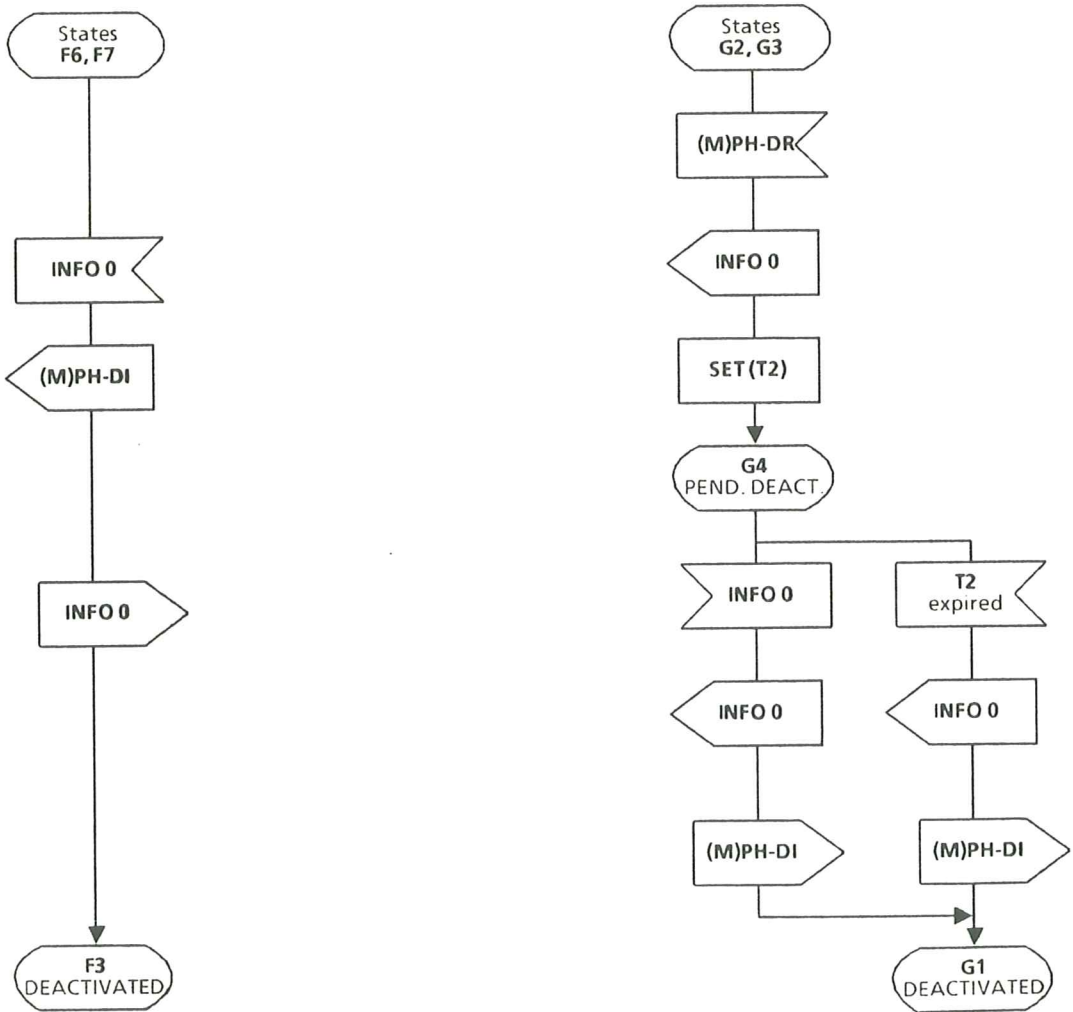 States
F6, F7
INFO 0
(M)PH-DI
INFO 0
F3
DEACTIVATED
States
G2, G3
(M)PH-DR
INFO 0
SET (T2)
G4
PEND. DEACT.
INFO 0
T2
expired
INFO 0
INFO 0
(M)PH-DI
(M)PH-DI
G1
DEACTIVATED